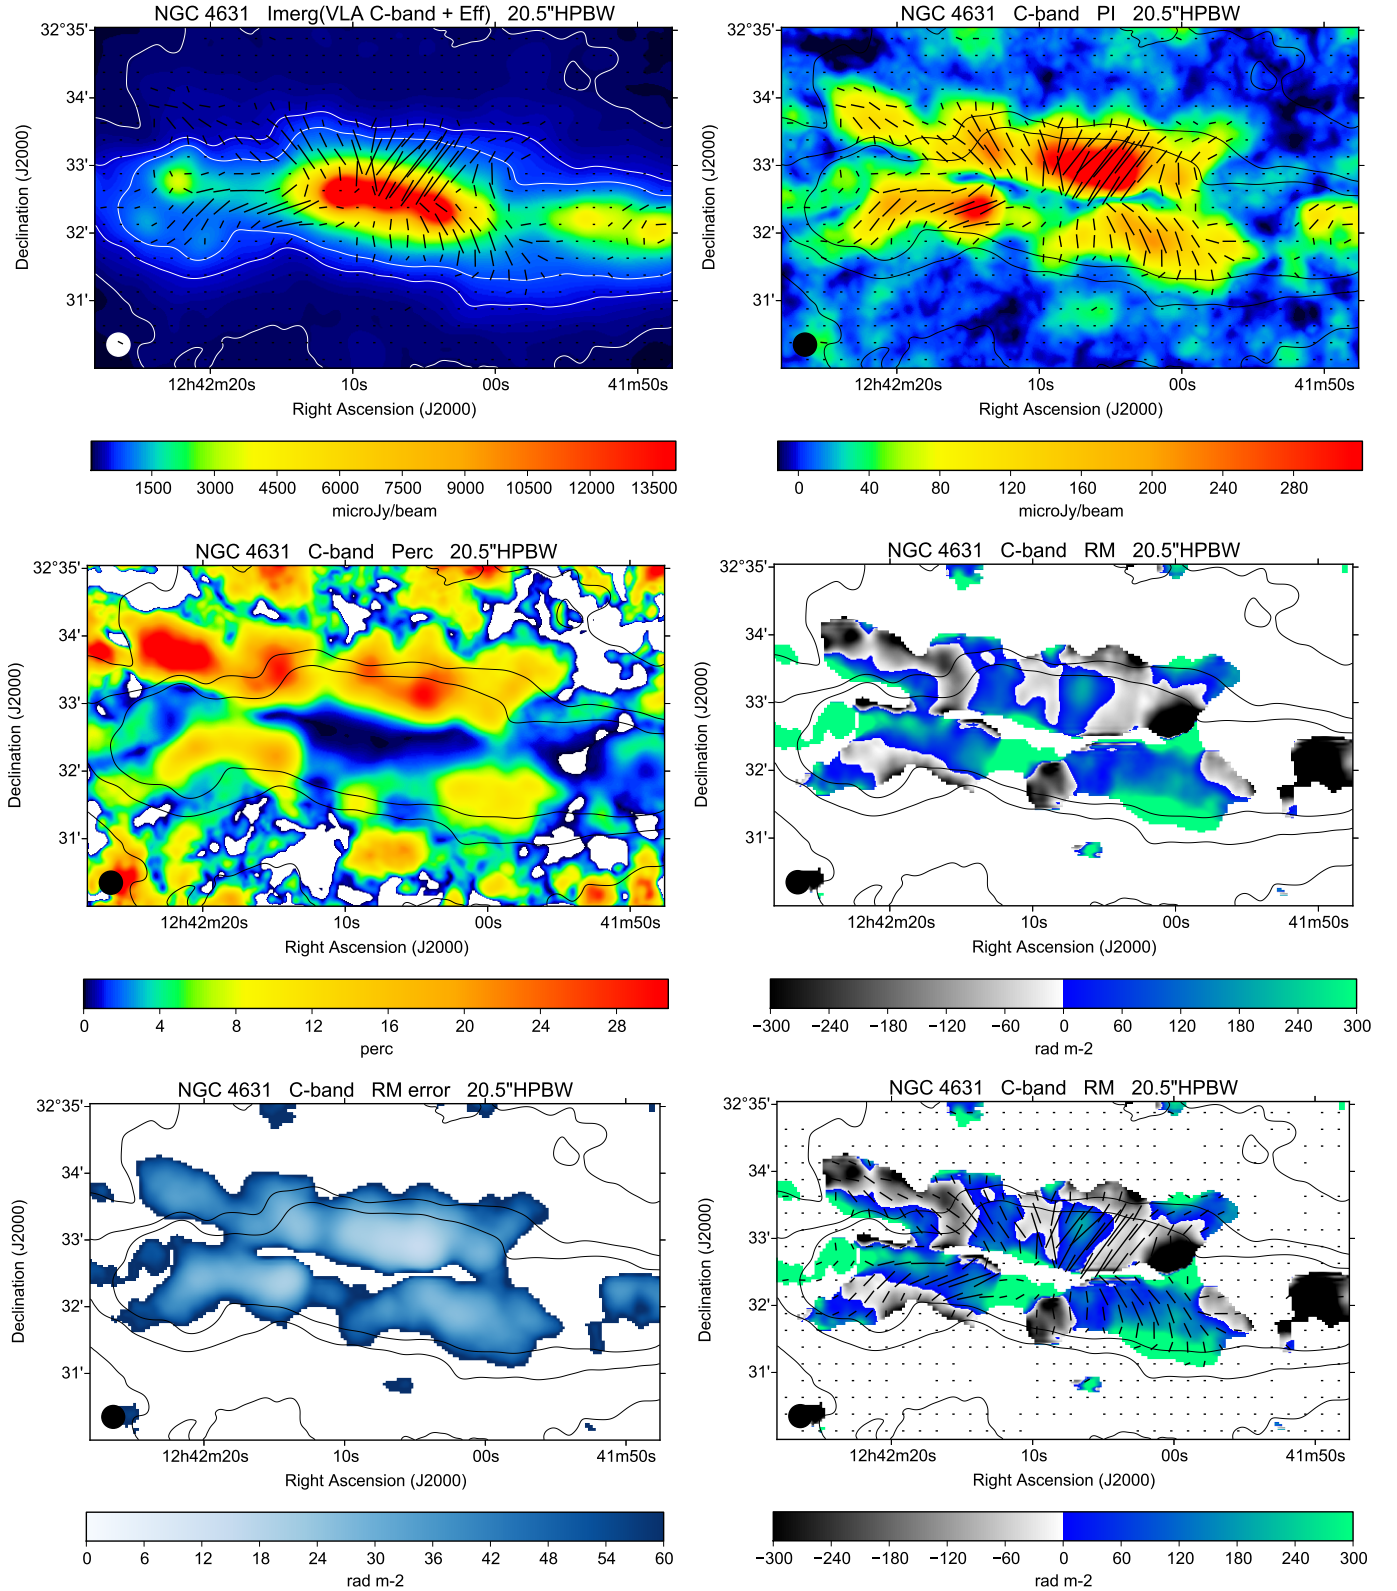 NGC 4631 Imerg(VLA C-band + Eff) 20.5"HPBW
32°35'
34'
33'
32'
31'
Declination (J2000)
12h42m20s 10s 00s 41m50s
Right Ascension (J2000)
1500 3000 4500 6000 7500 9000 10500 12000 13500
microJy/beam
NGC 4631 C-band PI 20.5"HPBW
32°35'
34'
33'
32'
31'
Declination (J2000)
12h42m20s 10s 00s 41m50s
Right Ascension (J2000)
0 40 80 120 160 200 240 280
microJy/beam
NGC 4631 C-band Perc 20.5"HPBW
32°35'
34'
33'
32'
31'
Declination (J2000)
12h42m20s 10s 00s 41m50s
Right Ascension (J2000)
0 4 8 12 16 20 24 28
perc
NGC 4631 C-band RM 20.5"HPBW
32°35'
34'
33'
32'
31'
Declination (J2000)
12h42m20s 10s 00s 41m50s
Right Ascension (J2000)
−300 −240 −180 −120 −60 0 60 120 180 240 300
rad m-2
NGC 4631 C-band RM error 20.5"HPBW
32°35'
34'
33'
32'
31'
Declination (J2000)
12h42m20s 10s 00s 41m50s
Right Ascension (J2000)
0 6 12 18 24 30 36 42 48 54 60
rad m-2
NGC 4631 C-band RM 20.5"HPBW
32°35'
34'
33'
32'
31'
Declination (J2000)
12h42m20s 10s 00s 41m50s
Right Ascension (J2000)
−300 −240 −180 −120 −60 0 60 120 180 240 300
rad m-2